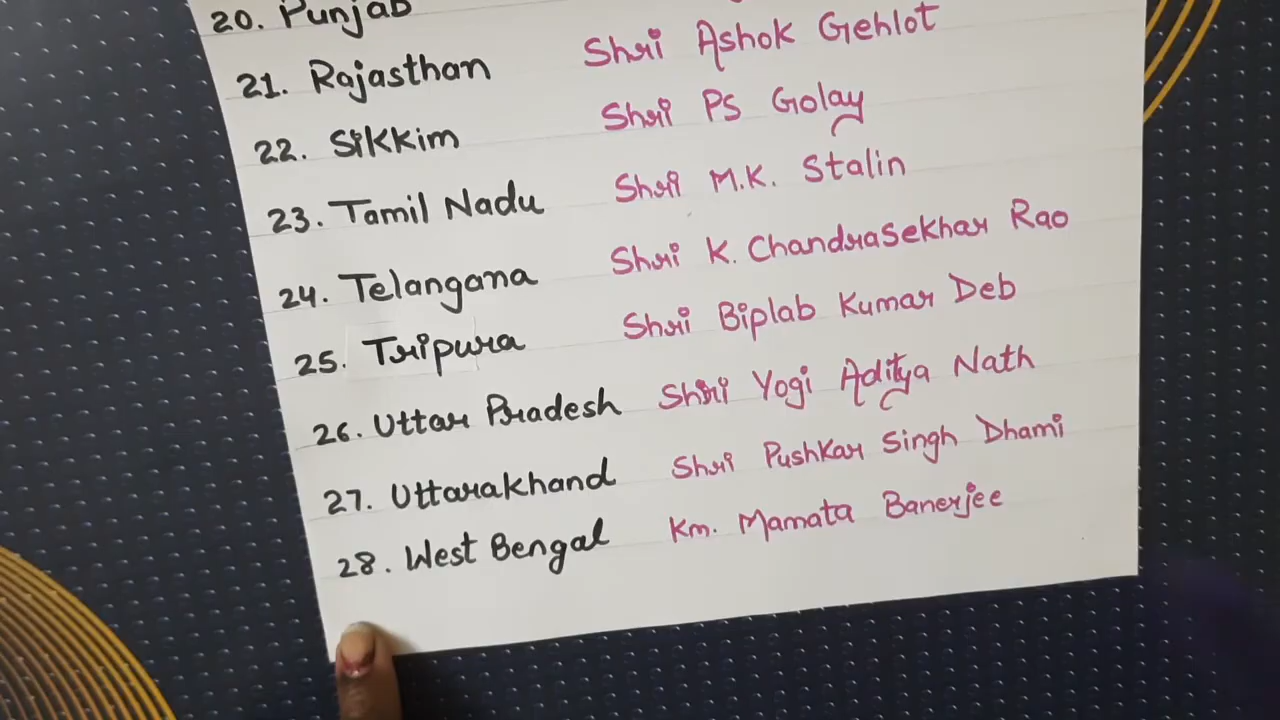 20. Punjab
21. Rajasthan Shri Ashok Gehlot
22. Sikkim Shri PS Golay
23. Tamil Nadu Shri M.K. Stalin
24. Telangana Shri K. Chandrasekhar Rao
25. Tripura Shri Biplab Kumar Deb
26. Uttar Pradesh Shri Yogi Aditya Nath
27. Uttarakhand Shri Pushkar Singh Dhami
28. West Bengal Km. Mamata Banerjee